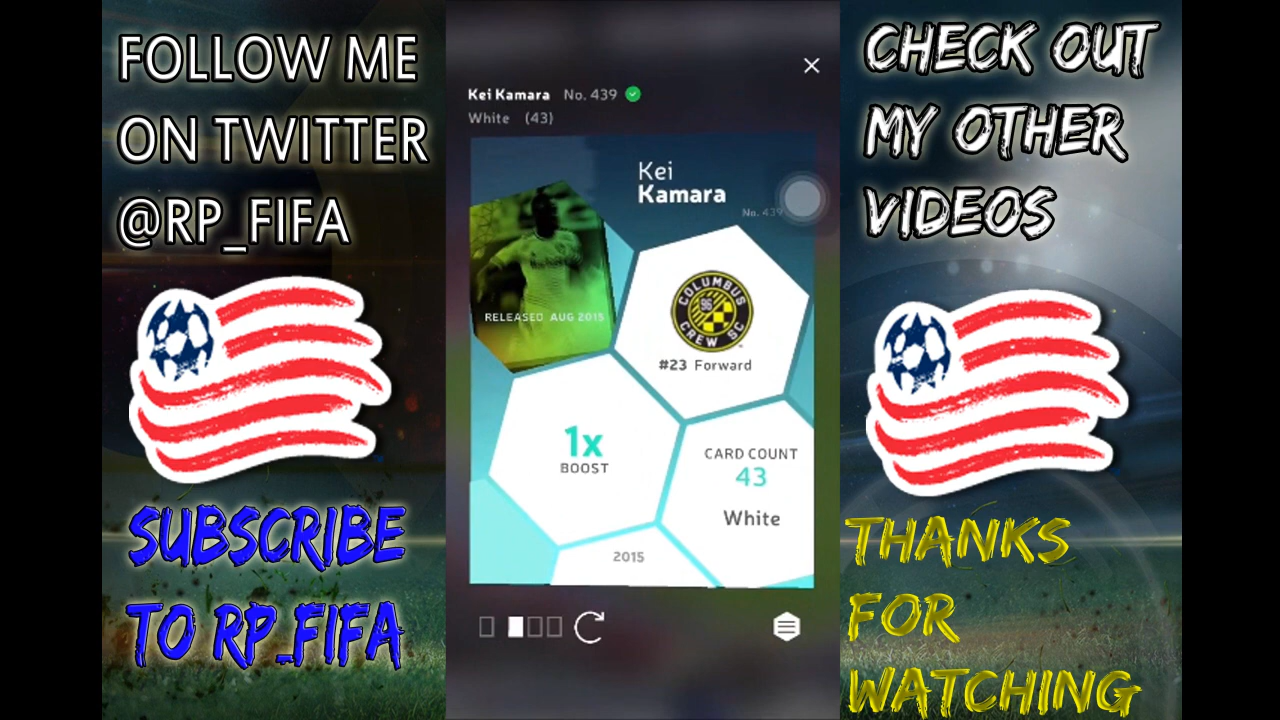 FOLLOW ME
ON TWITTER
@RP_FIFA
SUBSCRIBE
TO RP_FIFA
Kei Kamara No. 439
White (43)
Kei
Kamara
No. 439
RELEASED AUG 2015
COLUMBUS
96
CREW SC
#23 Forward
1x
BOOST
CARD COUNT
43
White
2015
CHECK OUT
MY OTHER
VIDEOS
THANKS
FOR
WATCHING